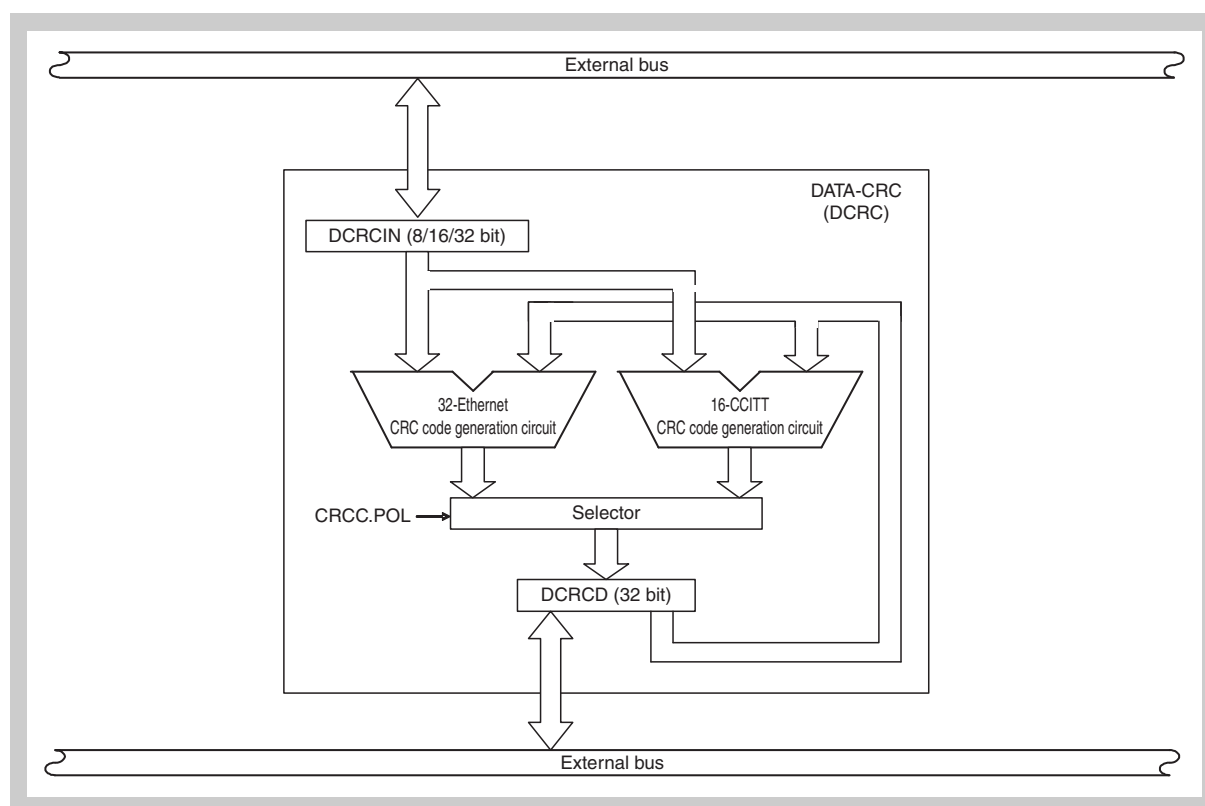 External bus
DATA-CRC
(DCRC)
DCRCIN (8/16/32 bit)
32-Ethernet
CRC code generation circuit
16-CCITT
CRC code generation circuit
CRCC.POL
Selector
DCRCD (32 bit)
External bus